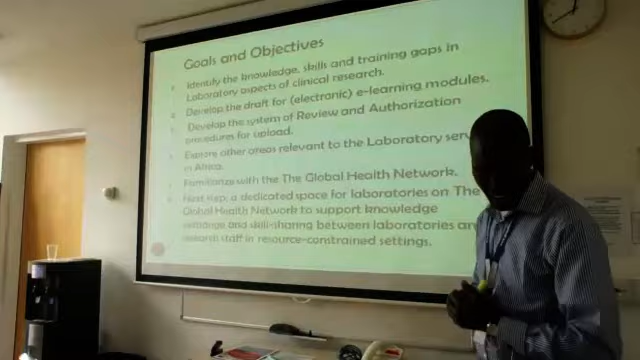 Goals and Objectives
Identify the knowledge, skills and training gaps in
Laboratory aspects of clinical research.
Develop the draft for (electronic) e-learning modules.
Develop the system of Review and Authorization
procedures for upload.
Explore other areas relevant to the Laboratory serv
in Africa.
Familiarize with the The Global Health Network.
Next step, a dedicated space for laboratories on The
Global Health Network to support knowledge
exchange and skill-sharing between laboratories an
research staff in resource-constrained settings.